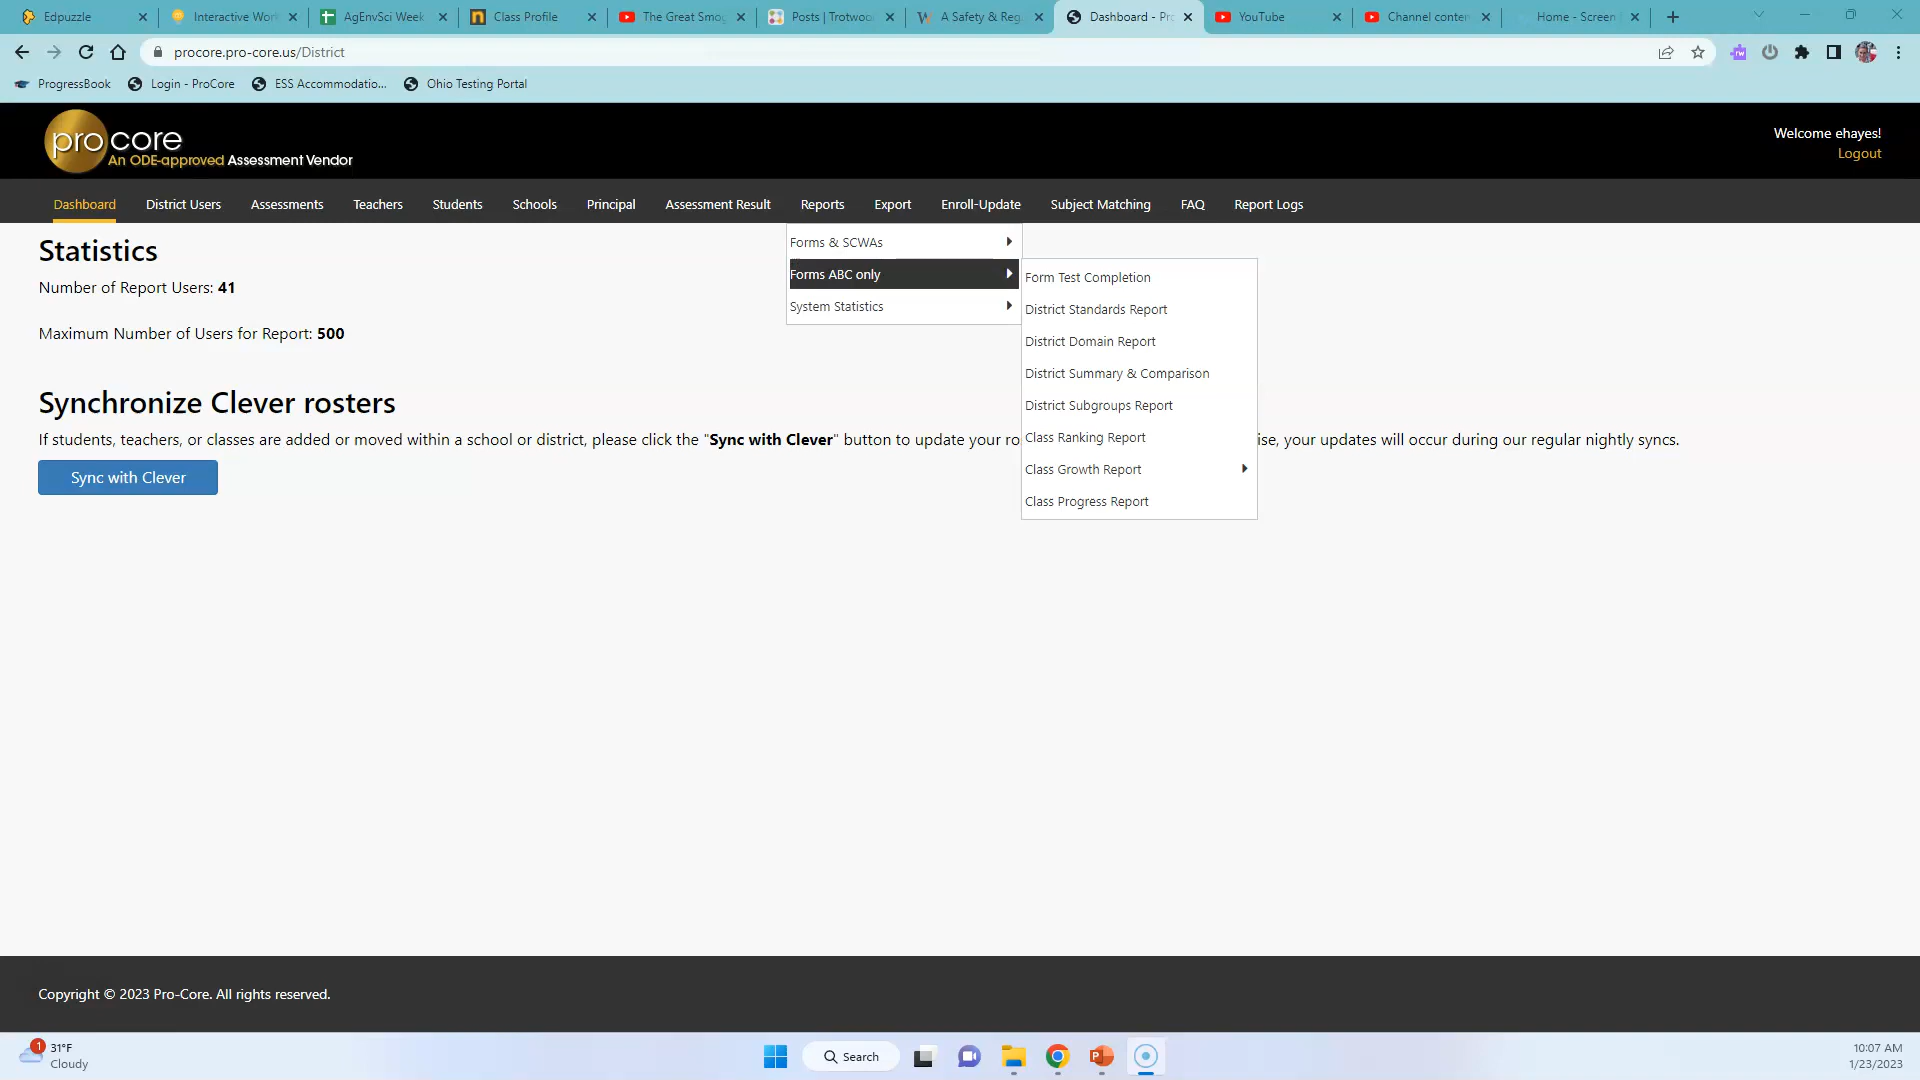 Edpuzzle
Interactive Wor
AgEnvSci Week
Class Profile
The Great Smo
Posts | Trotwoo
A Safety & Reg
Dashboard - Pr
YouTube
Channel conten
Home - Screen
procore.pro-core.us/District
ProgressBook
Login - ProCore
ESS Accommodatio...
Ohio Testing Portal
pro core
An ODE-approved Assessment Vendor
Welcome ehayes!
Logout
Dashboard
District Users
Assessments
Teachers
Students
Schools
Principal
Assessment Result
Reports
Export
Enroll-Update
Subject Matching
FAQ
Report Logs
Forms & SCWAs
Forms ABC only
System Statistics
Form Test Completion
District Standards Report
District Domain Report
District Summary & Comparison
District Subgroups Report
Class Ranking Report
Class Growth Report
Class Progress Report
Statistics
Number of Report Users: 41
Maximum Number of Users for Report: 500
Synchronize Clever rosters
If students, teachers, or classes are added or moved within a school or district, please click the "Sync with Clever" button to update your ro ise, your updates will occur during our regular nightly syncs.
Sync with Clever
Copyright © 2023 Pro-Core. All rights reserved.
1
31°F
Cloudy
Search
10:07 AM
1/23/2023